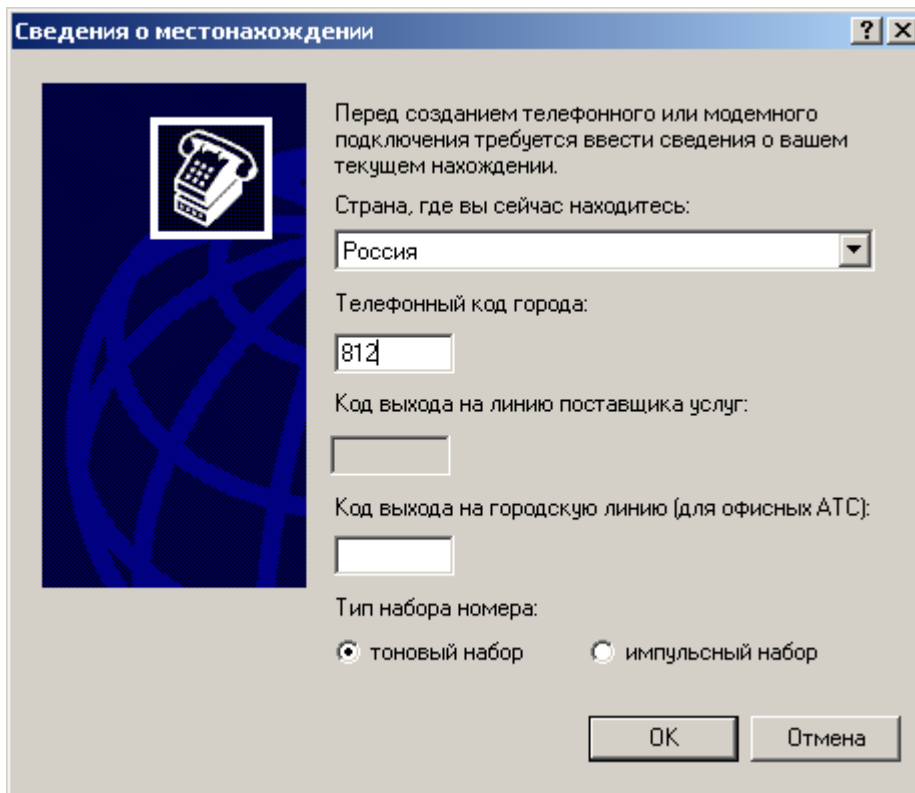 Сведения о местонахождении
Перед созданием телефонного или модемного
подключения требуется ввести сведения о вашем
текущем нахождении.
Страна, где вы сейчас находитесь:
Россия
Телефонный код города:
812
Код выхода на линию поставщика услуг:
Код выхода на городскую линию (для офисных АТС):
Тип набора номера:
тоновый набор импульсный набор
OK Отмена